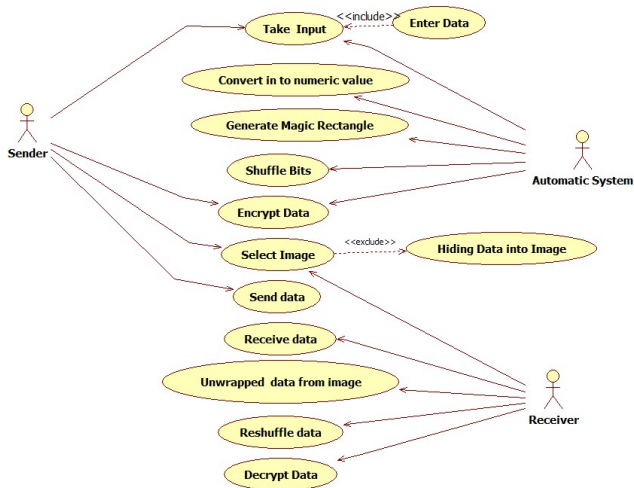 Take Input
<<include>>
Enter Data
Convert in to numeric value
Generate Magic Rectangle
Sender
Shuffle Bits
Automatic System
Encrypt Data
Select Image
<<exclude>>
Hiding Data into Image
Send data
Receive data
Unwrapped data from image
Receiver
Reshuffle data
Decrypt Data